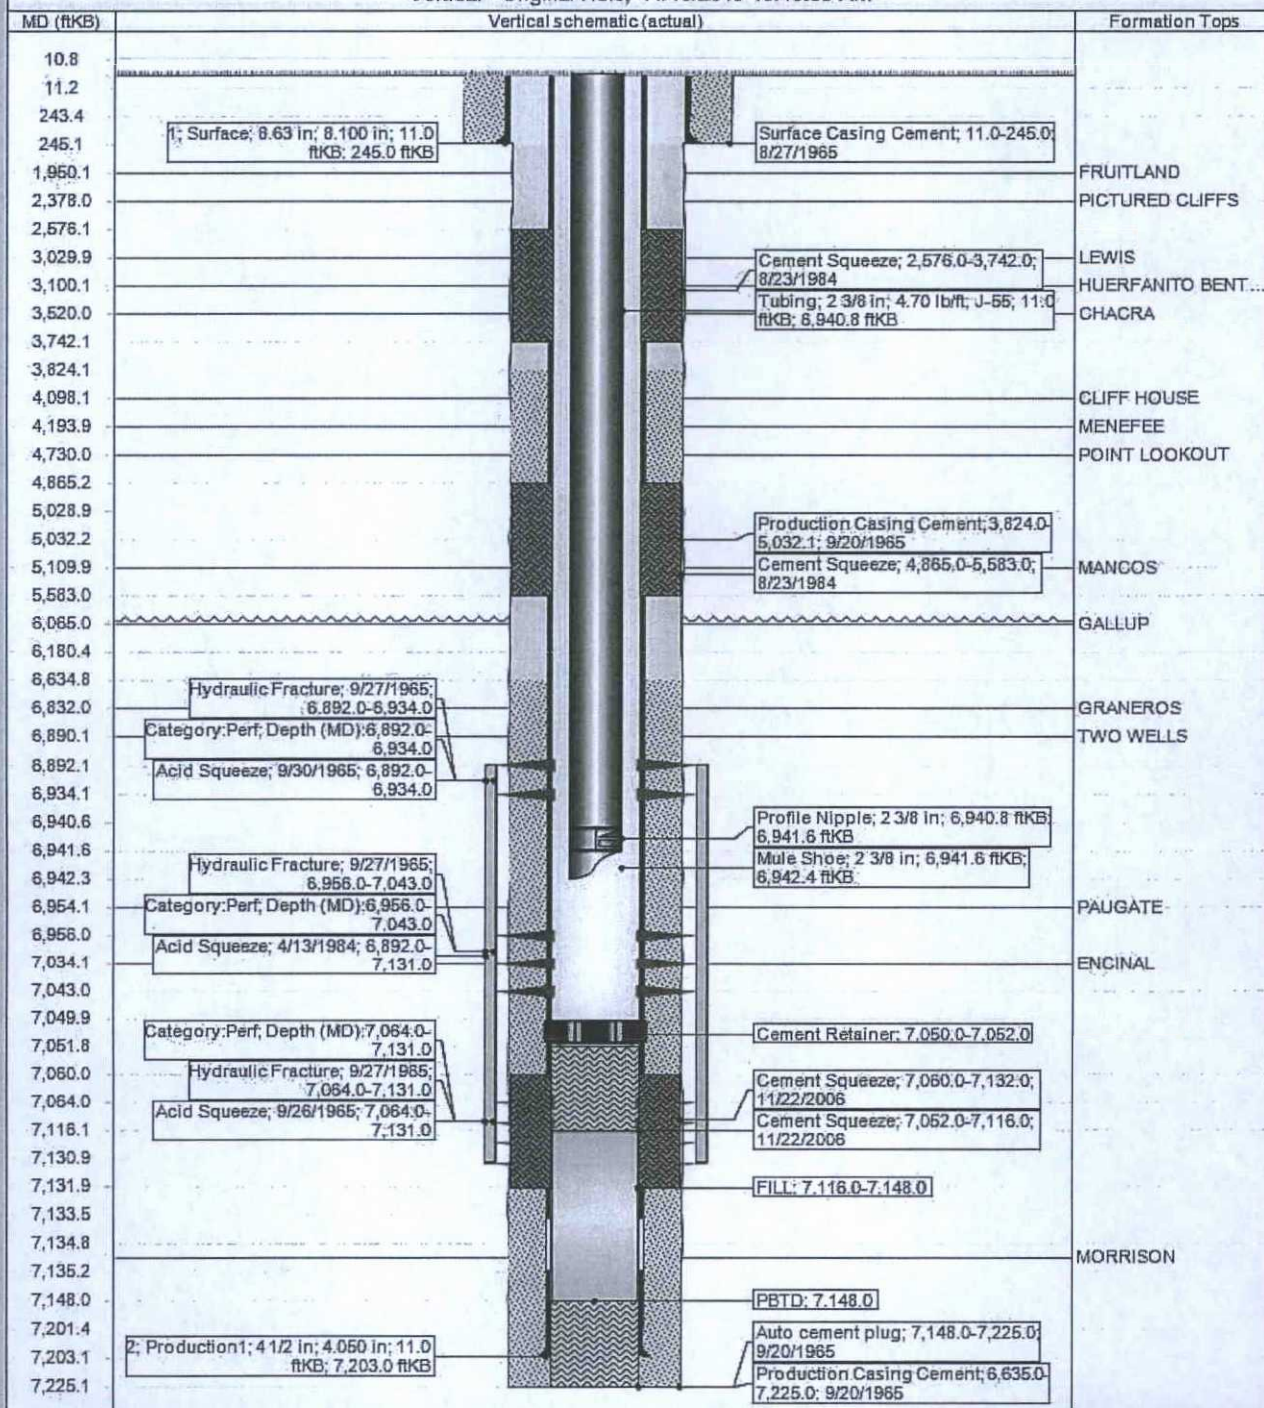 MD (ftKB)
Vertical schematic (actual)
Formation Tops
10.8
11.2
243.4
245.1
1,950.1
2,378.0
2,576.1
3,029.9
3,100.1
3,520.0
3,742.1
3,824.1
4,098.1
4,193.9
4,730.0
4,865.2
5,028.9
5,032.2
5,109.9
5,583.0
6,065.0
6,180.4
6,634.8
6,832.0
6,890.1
6,892.1
6,934.1
6,940.6
6,941.6
6,942.3
6,954.1
6,956.0
7,034.1
7,043.0
7,049.9
7,051.8
7,060.0
7,064.0
7,116.1
7,130.9
7,131.9
7,133.5
7,134.8
7,135.2
7,148.0
7,201.4
7,203.1
7,225.1
1; Surface; 8.63 in; 8.100 in; 11.0
ftKB; 245.0 ftKB
Hydraulic Fracture; 9/27/1965;
6,892.0-6,934.0
Category:Perf; Depth (MD):6,892.0-
6,934.0
Acid Squeeze; 9/30/1965; 6,892.0-
6,934.0
Hydraulic Fracture; 9/27/1965;
6,956.0-7,043.0
Category:Perf; Depth (MD):6,956.0-
7,043.0
Acid Squeeze; 4/13/1984; 6,892.0-
7,131.0
Category:Perf; Depth (MD):7,064.0-
7,131.0
Hydraulic Fracture; 9/27/1965;
7,064.0-7,131.0
Acid Squeeze; 9/26/1965; 7,064.0-
7,131.0
2; Production1; 4 1/2 in; 4.050 in; 11.0
ftKB; 7,203.0 ftKB
Surface Casing Cement; 11.0-245.0;
8/27/1965
Cement Squeeze; 2,576.0-3,742.0;
8/23/1984
Tubing; 2 3/8 in; 4.70 lb/ft; J-55; 11.0
ftKB; 6,940.8 ftKB
Production Casing Cement; 3,824.0-
5,032.1; 9/20/1965
Cement Squeeze; 4,865.0-5,583.0;
8/23/1984
Profile Nipple; 2 3/8 in; 6,940.8 ftKB;
6,941.6 ftKB
Mule Shoe; 2 3/8 in; 6,941.6 ftKB;
6,942.4 ftKB
Cement Retainer; 7,050.0-7,052.0
Cement Squeeze; 7,060.0-7,132.0;
11/22/2006
Cement Squeeze; 7,052.0-7,116.0;
11/22/2006
FILL; 7,116.0-7,148.0
PBTD; 7,148.0
Auto cement plug; 7,148.0-7,225.0;
9/20/1965
Production Casing Cement; 6,635.0-
7,225.0; 9/20/1965
FRUITLAND
PICTURED CLIFFS
LEWIS
HUERFANITO BENT...
CHACRA
CLIFF HOUSE
MENEFEE
POINT LOOKOUT
MANCOS
GALLUP
GRANEROS
TWO WELLS
PAUGATE
ENCINAL
MORRISON